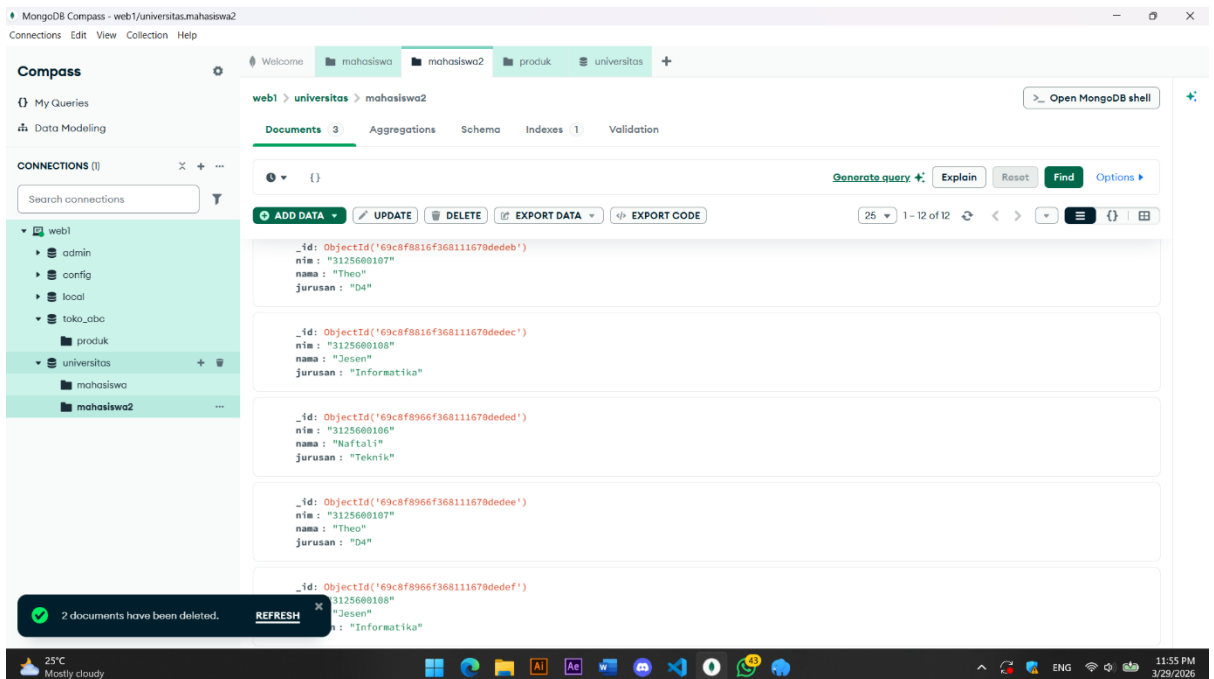 MongoDB Compass - web1/universitas.mahasiswa2
Connections Edit View Collection Help
Compass
My Queries
Data Modeling
CONNECTIONS (1)
Search connections
web1
admin
config
local
toko_abc
produk
universitas
mahasiswa
mahasiswa2
Welcome mahasiswa mahasiswa2 produk universitas
web1 > universitas > mahasiswa2
>_ Open MongoDB shell
Documents 3 Aggregations Schema Indexes 1 Validation
{} Generate query Explain Reset Find Options
ADD DATA UPDATE DELETE EXPORT DATA EXPORT CODE 25 1 – 12 of 12
_id: ObjectId('69c8f8816f368111670dedeb')
nim : "3125600107"
nama : "Theo"
jurusan : "D4"
_id: ObjectId('69c8f8816f368111670dedec')
nim : "3125600108"
nama : "Jesen"
jurusan : "Informatika"
_id: ObjectId('69c8f8966f368111670deded')
nim : "3125600106"
nama : "Naftali"
jurusan : "Teknik"
_id: ObjectId('69c8f8966f368111670dedee')
nim : "3125600107"
nama : "Theo"
jurusan : "D4"
_id: ObjectId('69c8f8966f368111670dedef')
3125600108"
"Jesen"
n : "Informatika"
2 documents have been deleted. REFRESH
25°C
Mostly cloudy
Ai Ae 43
ENG
11:55 PM
3/29/2026